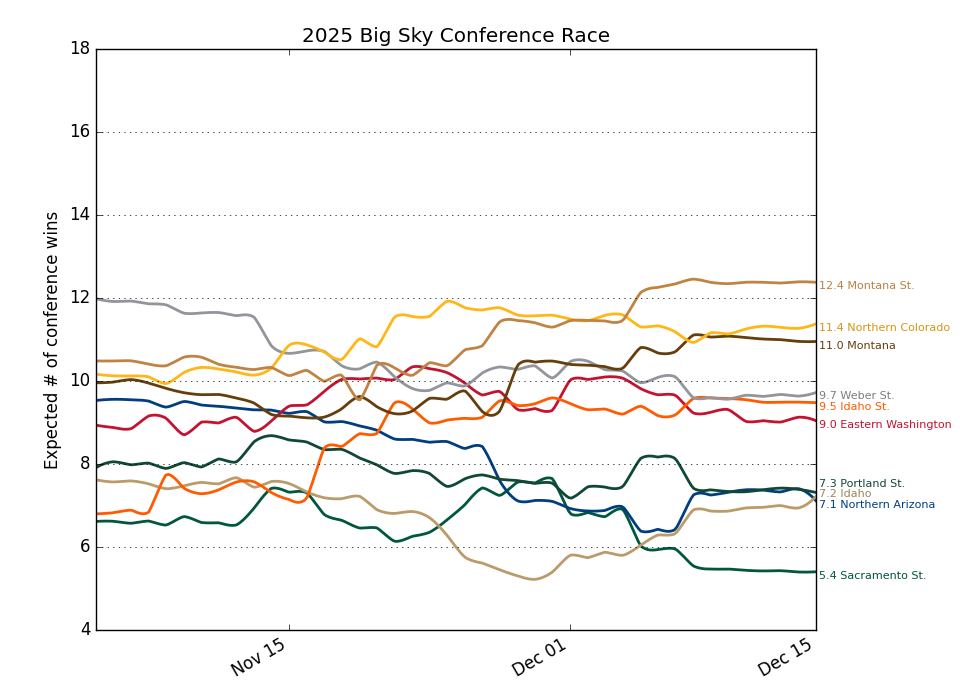 2025 Big Sky Conference Race
Expected # of conference wins
18
16
14
12
10
8
6
4
12.4 Montana St.
11.4 Northern Colorado
11.0 Montana
9.7 Weber St.
9.5 Idaho St.
9.0 Eastern Washington
7.3 Portland St.
7.2 Idaho
7.1 Northern Arizona
5.4 Sacramento St.
Nov 15
Dec 01
Dec 15